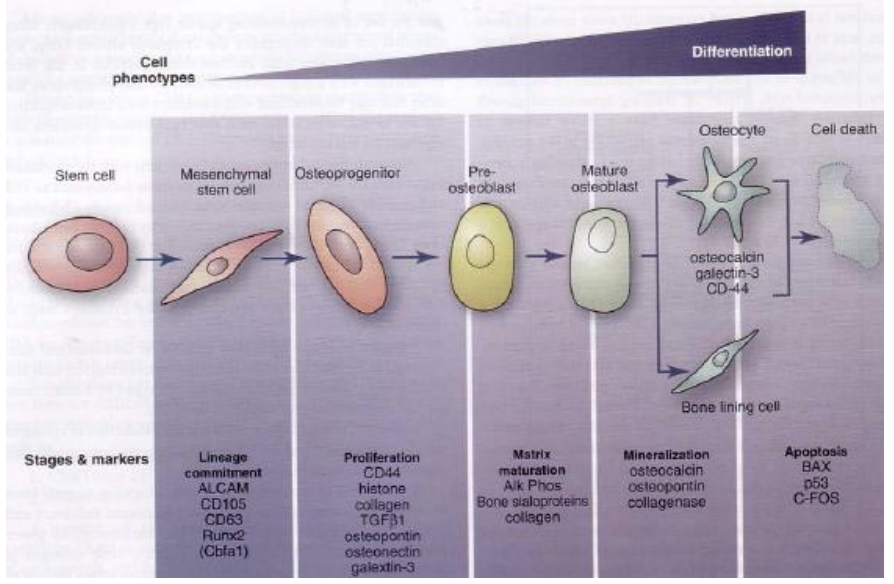 Differentiation
Cell
phenotypes
Stem cell
Mesenchymal
stem cell
Osteoprogenitor
Pre-
osteoblast
Mature
osteoblast
Osteocyte
Cell death
osteocalcin
galectin-3
CD-44
Bone lining cell
Stages & markers
Lineage
commitment
ALCAM
CD105
CD63
Runx2
(Cbfa1)
Proliferation
CD44
histone
collagen
TGFβ1
osteopontin
osteonectin
galextin-3
Matrix
maturation
Alk Phos
Bone sialoproteins
collagen
Mineralization
osteocalcin
osteopontin
collagenase
Apoptosis
BAX
p53
C-FOS